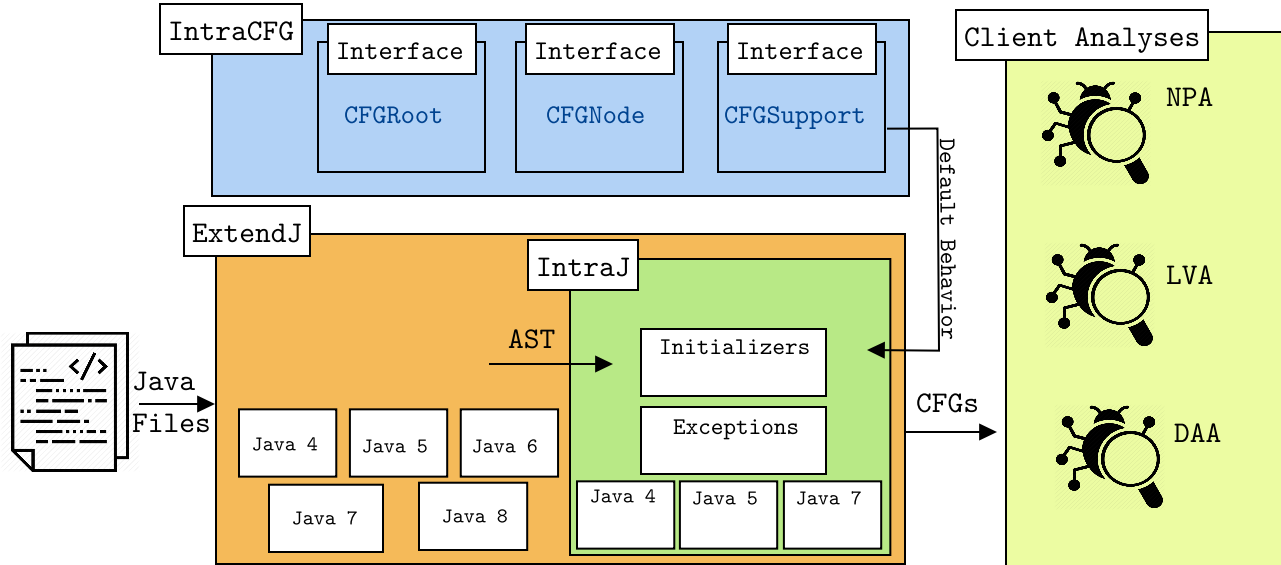 IntraCFG
Interface
CFGRoot
Interface
CFGNode
Interface
CFGSupport
Default Behavior
ExtendJ
IntraJ
AST
Initializers
Exceptions
Java 4
Java 5
Java 7
Java 4
Java 5
Java 6
Java 7
Java 8
Java
Files
</>
CFGs
Client Analyses
NPA
LVA
DAA